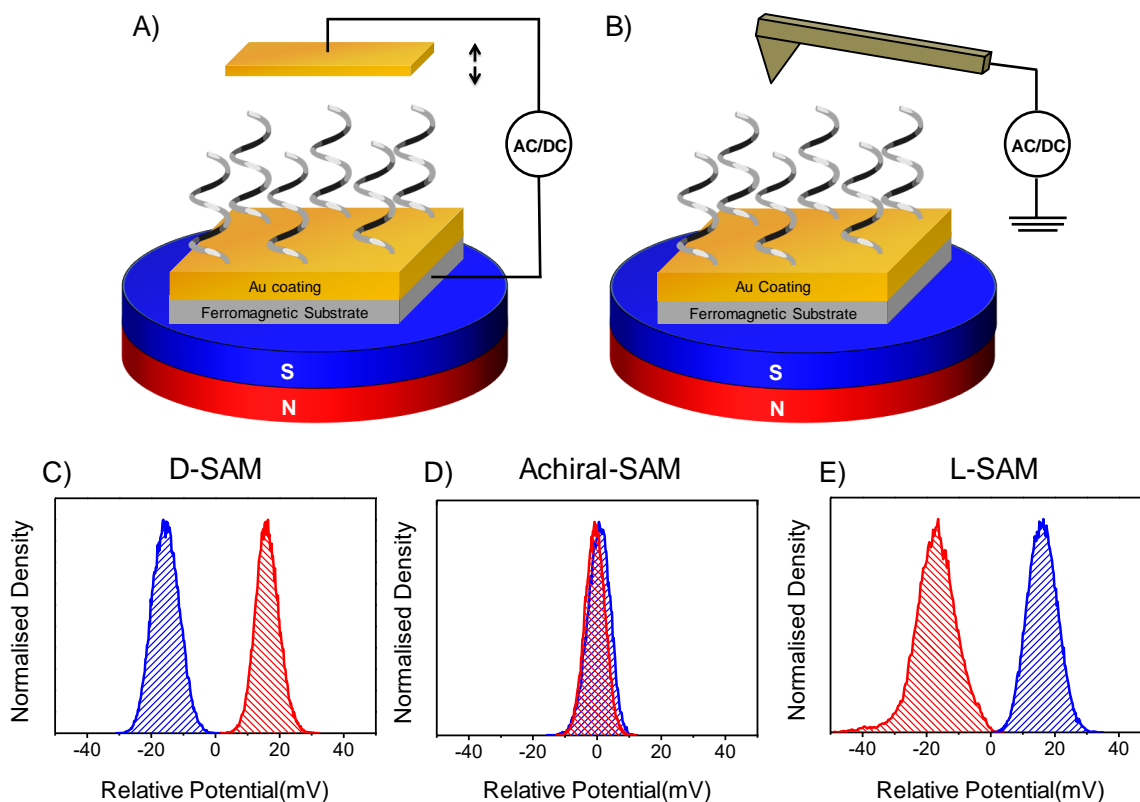 A)
AC/DC
Au coating
Ferromagnetic Substrate
S
N
B)
AC/DC
Au Coating
Ferromagnetic Substrate
S
N
C)
D-SAM
Normalised Density
-40 -20 0 20 40
Relative Potential(mV)
D)
Achiral-SAM
Normalised Density
-40 -20 0 20 40
Relative Potential(mV)
E)
L-SAM
Normalised Density
-40 -20 0 20 40
Relative Potential(mV)